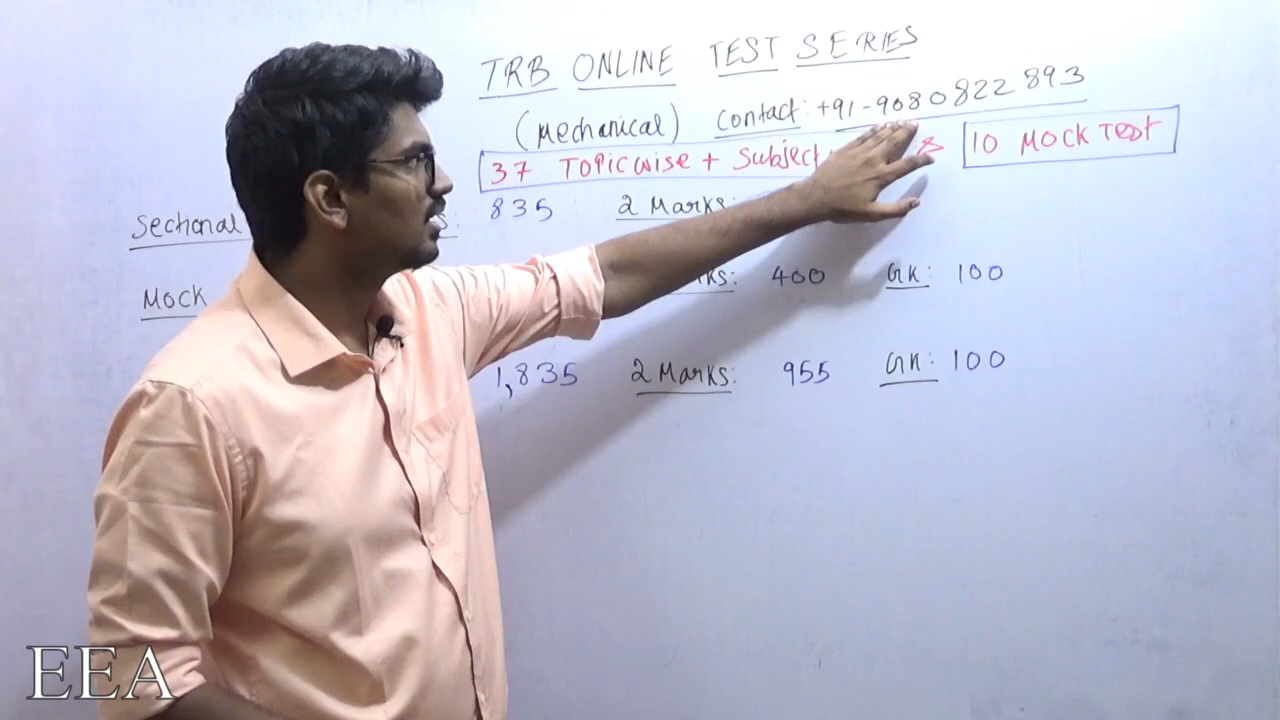 TRB ONLINE TEST SERIES
(Mechanical) Contact: +91-9080822893
37 Topicwise + Subject 10 Mock Test
Sectional 835 2 Marks:
Mock 400 GK: 100
1,835 2 Marks: 955 GK: 100
EEA